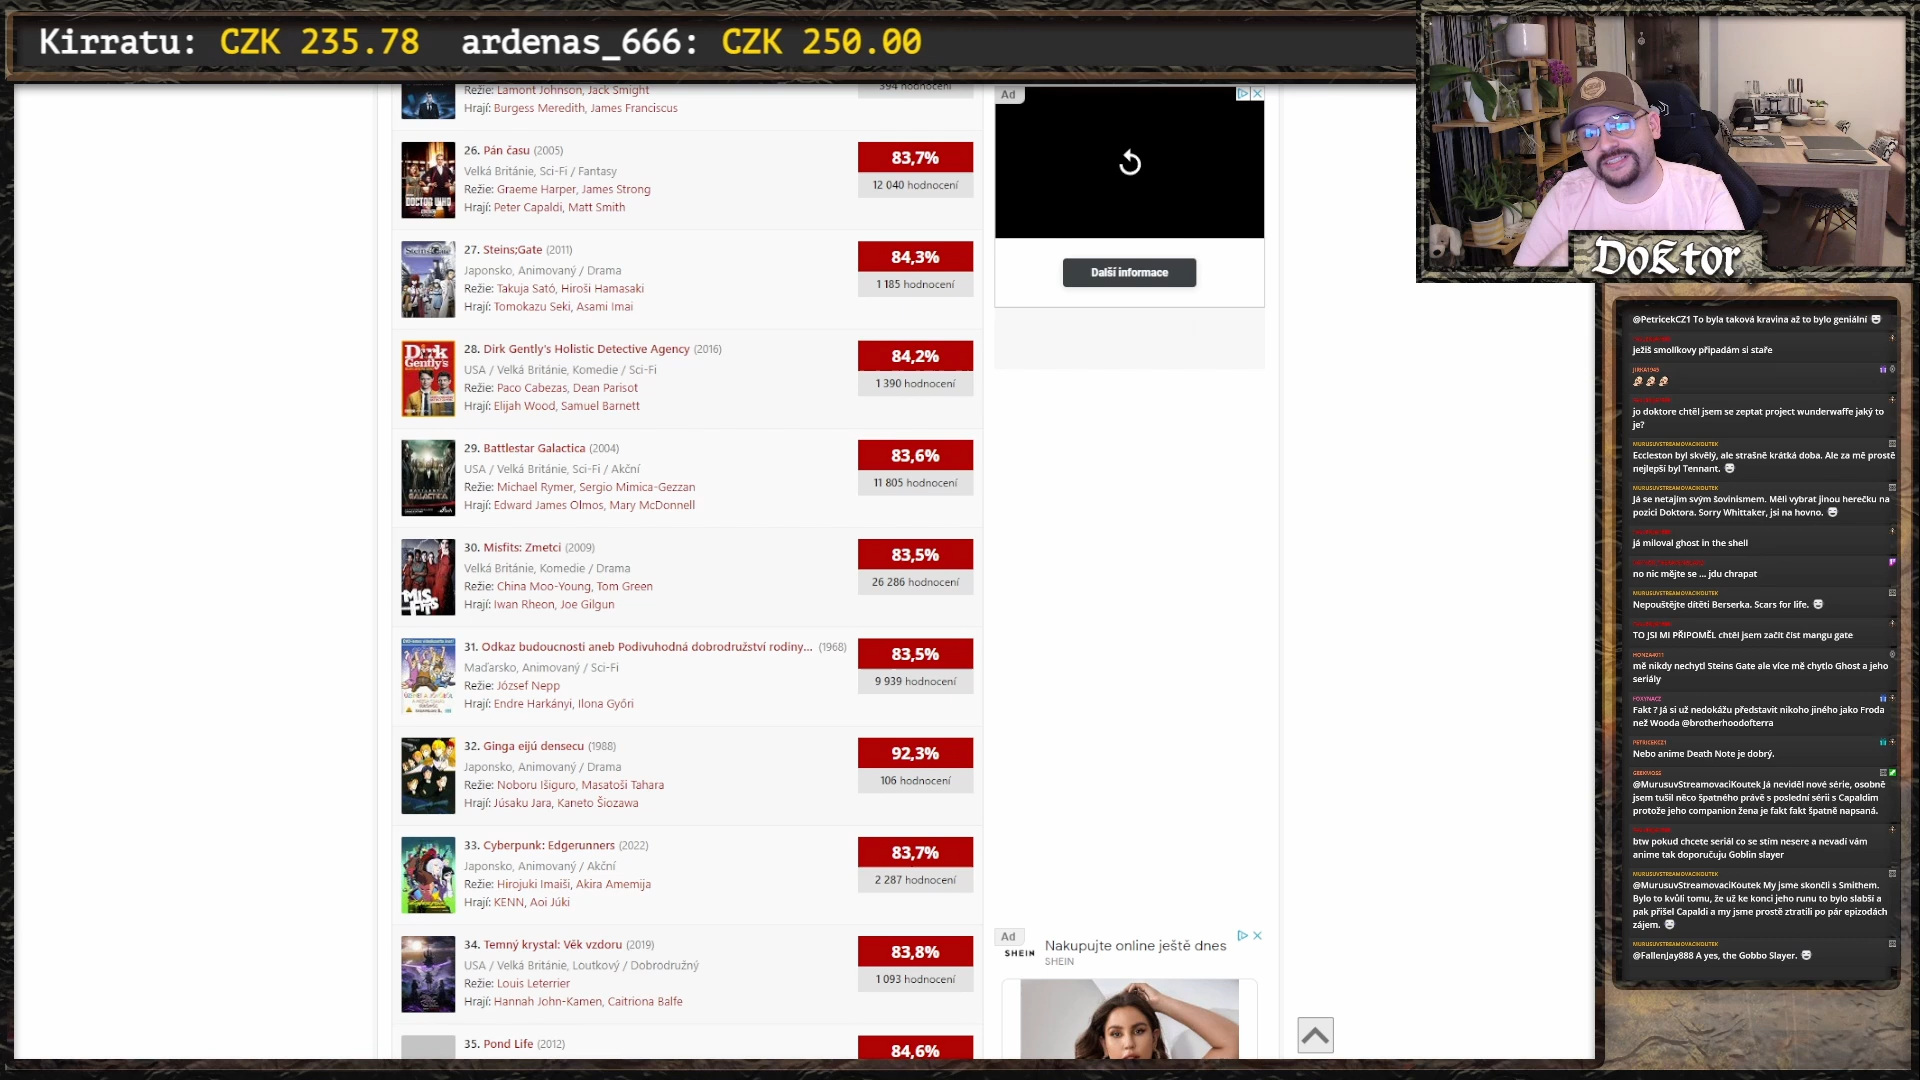 Kirratu: CZK 235.78 ardenas_666: CZK 250.00
Režie: Lamont Johnson, Jack Smight
394 hodnocení
Hrají: Burgess Meredith, James Franciscus
26. Pán času (2005)
83,7%
Velká Británie, Sci-Fi / Fantasy
12 040 hodnocení
Režie: Graeme Harper, James Strong
Hrají: Peter Capaldi, Matt Smith
27. Steins;Gate (2011)
84,3%
Japonsko, Animovaný / Drama
1 185 hodnocení
Režie: Takuja Sató, Hiroši Hamasaki
Hrají: Tomokazu Seki, Asami Imai
28. Dirk Gently's Holistic Detective Agency (2016)
84,2%
USA / Velká Británie, Komedie / Sci-Fi
1 390 hodnocení
Režie: Paco Cabezas, Dean Parisot
Hrají: Elijah Wood, Samuel Barnett
29. Battlestar Galactica (2004)
83,6%
USA / Velká Británie, Sci-Fi / Akční
11 805 hodnocení
Režie: Michael Rymer, Sergio Mimica-Gezzan
Hrají: Edward James Olmos, Mary McDonnell
30. Misfits: Zmetci (2009)
83,5%
Velká Británie, Komedie / Drama
26 286 hodnocení
Režie: China Moo-Young, Tom Green
Hrají: Iwan Rheon, Joe Gilgun
31. Odkaz budoucnosti aneb Podivuhodná dobrodružství rodiny... (1968)
83,5%
Maďarsko, Animovaný / Sci-Fi
9 939 hodnocení
Režie: József Nepp
Hrají: Endre Harkányi, Ilona Győri
32. Ginga eijú densecu (1988)
92,3%
Japonsko, Animovaný / Drama
106 hodnocení
Režie: Noboru Išiguro, Masatoši Tahara
Hrají: Júsaku Jara, Kaneto Šiozawa
33. Cyberpunk: Edgerunners (2022)
83,7%
Japonsko, Animovaný / Akční
2 287 hodnocení
Režie: Hirojuki Imaiši, Akira Amemija
Hrají: KENN, Aoi Júki
34. Temný krystal: Věk vzdoru (2019)
83,8%
USA / Velká Británie, Loutkový / Dobrodružný
1 093 hodnocení
Režie: Louis Leterrier
Hrají: Hannah John-Kamen, Caitriona Balfe
35. Pond Life (2012)
84,6%
DOCTOR WHO
Dirk Gently's
GALACTICA
MISFITS
Ad
Další informace
Ad
SHEIN
Nakupujte online ještě dnes
SHEIN
Doktor
@PetricekCZ1 To byla taková kravina až to bylo geniální
ježiš smolíkovy připadám si staře
JIRKA1945
jo doktore chtěl jsem se zeptat project wunderwaffe jaký to
je?
MURUSUVSTREAMOVACIKOUTEK
Eccleston byl skvělý, ale strašně krátká doba. Ale za mě prostě
nejlepší byl Tennant.
MURUSUVSTREAMOVACIKOUTEK
Já se netajím svým šovinismem. Měli vybrat jinou herečku na
pozici Doktora. Sorry Whittaker, jsi na hovno.
já miloval ghost in the shell
no nic mějte se ... jdu chrapat
MURUSUVSTREAMOVACIKOUTEK
Nepouštějte dítěti Berserka. Scars for life.
TO JSI MI PŘIPOMĚL chtěl jsem začít číst mangu gate
HONZA4011
mě nikdy nechytl Steins Gate ale více mě chytlo Ghost a jeho
seriály
FOXYNACZ
Fakt ? Já si už nedokážu představit nikoho jiného jako Froda
než Wooda @brotherhoodofterra
PETRICEKCZ1
Nebo anime Death Note je dobrý.
GEEKMOSS
@MurusuvStreamovaciKoutek Já neviděl nové série, osobně
jsem tušil něco špatného právě s poslední sérii s Capaldim
protože jeho companion žena je fakt fakt špatně napsaná.
btw pokud chcete seriál co se stím nesere a nevadí vám
anime tak doporučuju Goblin slayer
MURUSUVSTREAMOVACIKOUTEK
@MurusuvStreamovaciKoutek My jsme skončili s Smithem.
Bylo to kvůli tomu, že už ke konci jeho runu to bylo slabší a
pak přišel Capaldi a my jsme prostě ztratili po pár epizodách
zájem.
MURUSUVSTREAMOVACIKOUTEK
@FallenJay888 A yes, the Gobbo Slayer.